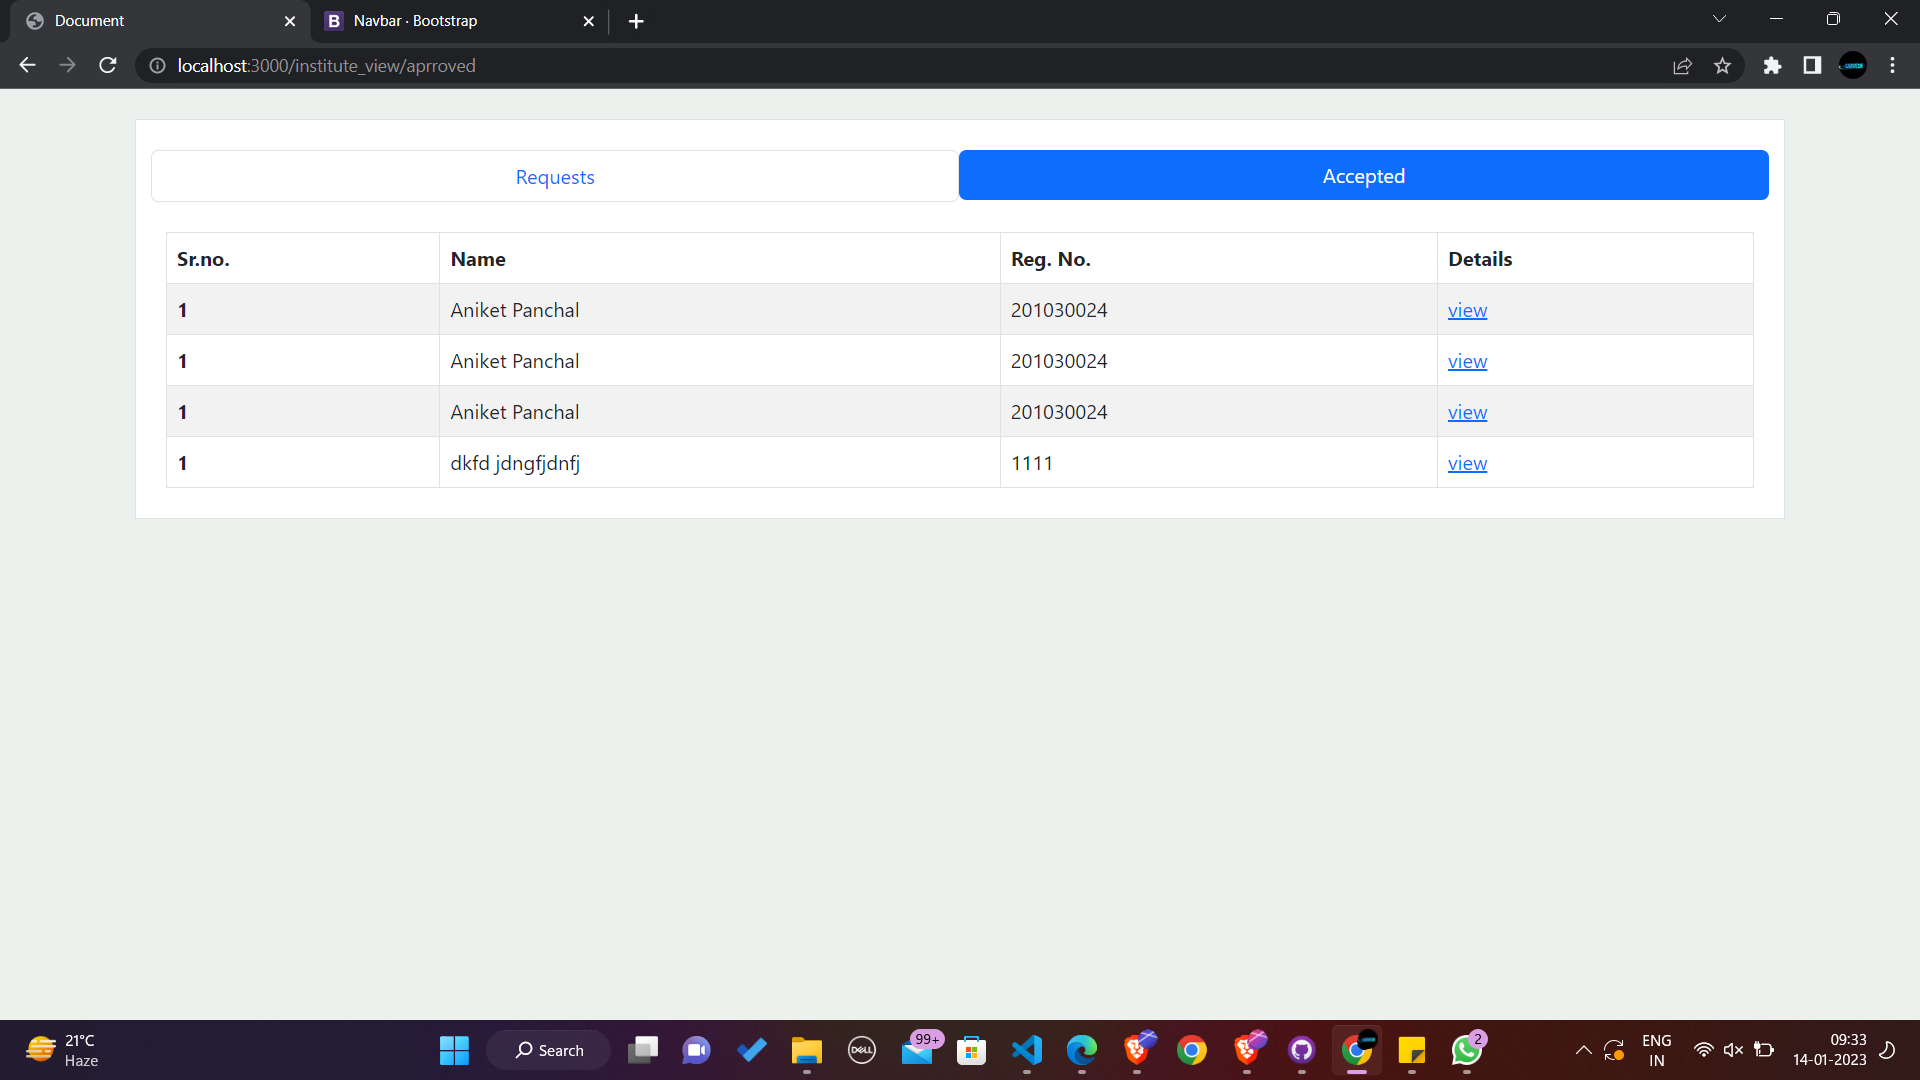 Document
B Navbar · Bootstrap
localhost:3000/institute_view/aprroved
Requests
Accepted
Sr.no. Name Reg. No. Details
1 Aniket Panchal 201030024 view
1 Aniket Panchal 201030024 view
1 Aniket Panchal 201030024 view
1 dkfd jdngfjdnfj 1111 view
21°C
Haze
Search
DELL
99+
2
ENG
IN
09:33
14-01-2023